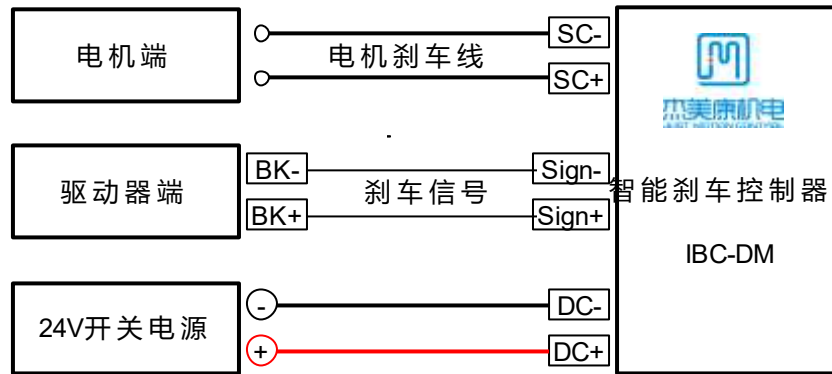 电机端
电机刹车线
SC-
SC+
杰美康机电
驱动器端
BK-
BK+
刹车信号
Sign-
Sign+
智能刹车控制器
IBC-DM
24V开关电源
-
+
DC-
DC+